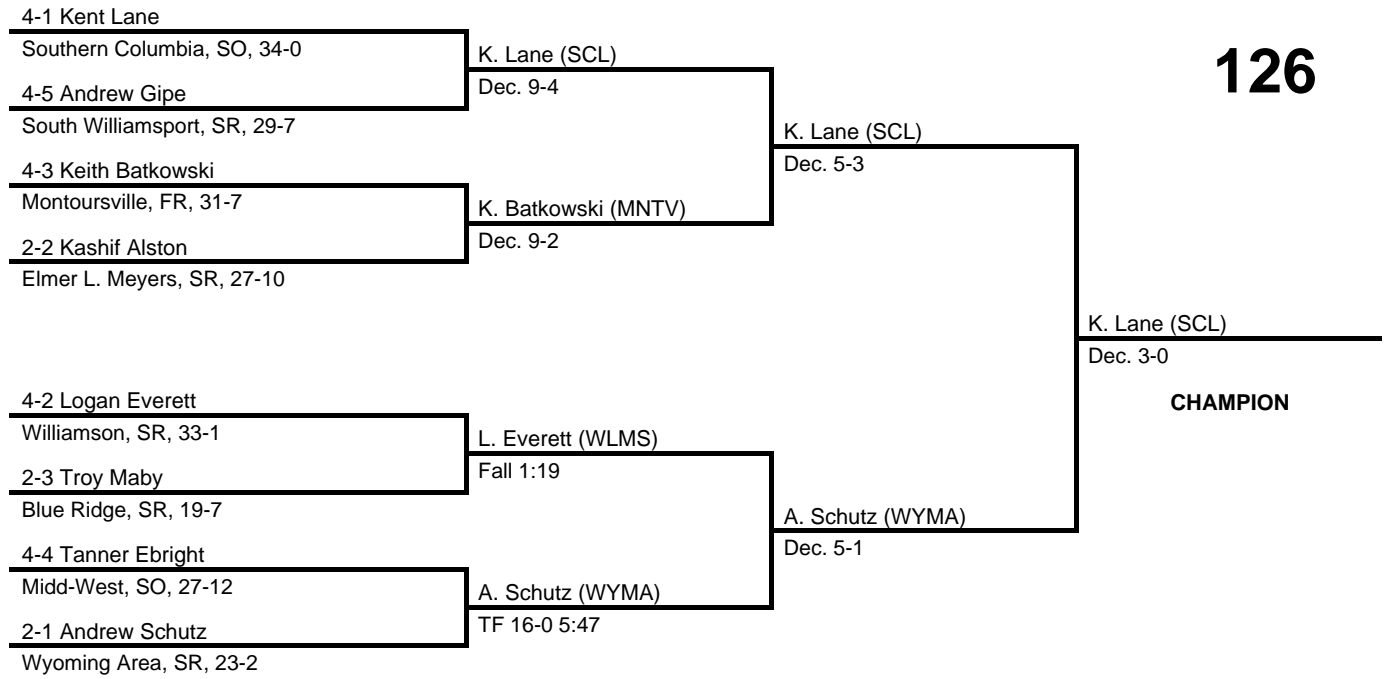 4-1 Kent Lane
Southern Columbia, SO, 34-0
4-5 Andrew Gipe
South Williamsport, SR, 29-7
4-3 Keith Batkowski
Montoursville, FR, 31-7
2-2 Kashif Alston
Elmer L. Meyers, SR, 27-10
4-2 Logan Everett
Williamson, SR, 33-1
2-3 Troy Maby
Blue Ridge, SR, 19-7
4-4 Tanner Ebright
Midd-West, SO, 27-12
2-1 Andrew Schutz
Wyoming Area, SR, 23-2
K. Lane (SCL)
Dec. 9-4
K. Batkowski (MNTV)
Dec. 9-2
L. Everett (WLMS)
Fall 1:19
A. Schutz (WYMA)
TF 16-0 5:47
K. Lane (SCL)
Dec. 5-3
A. Schutz (WYMA)
Dec. 5-1
126
K. Lane (SCL)
Dec. 3-0
CHAMPION